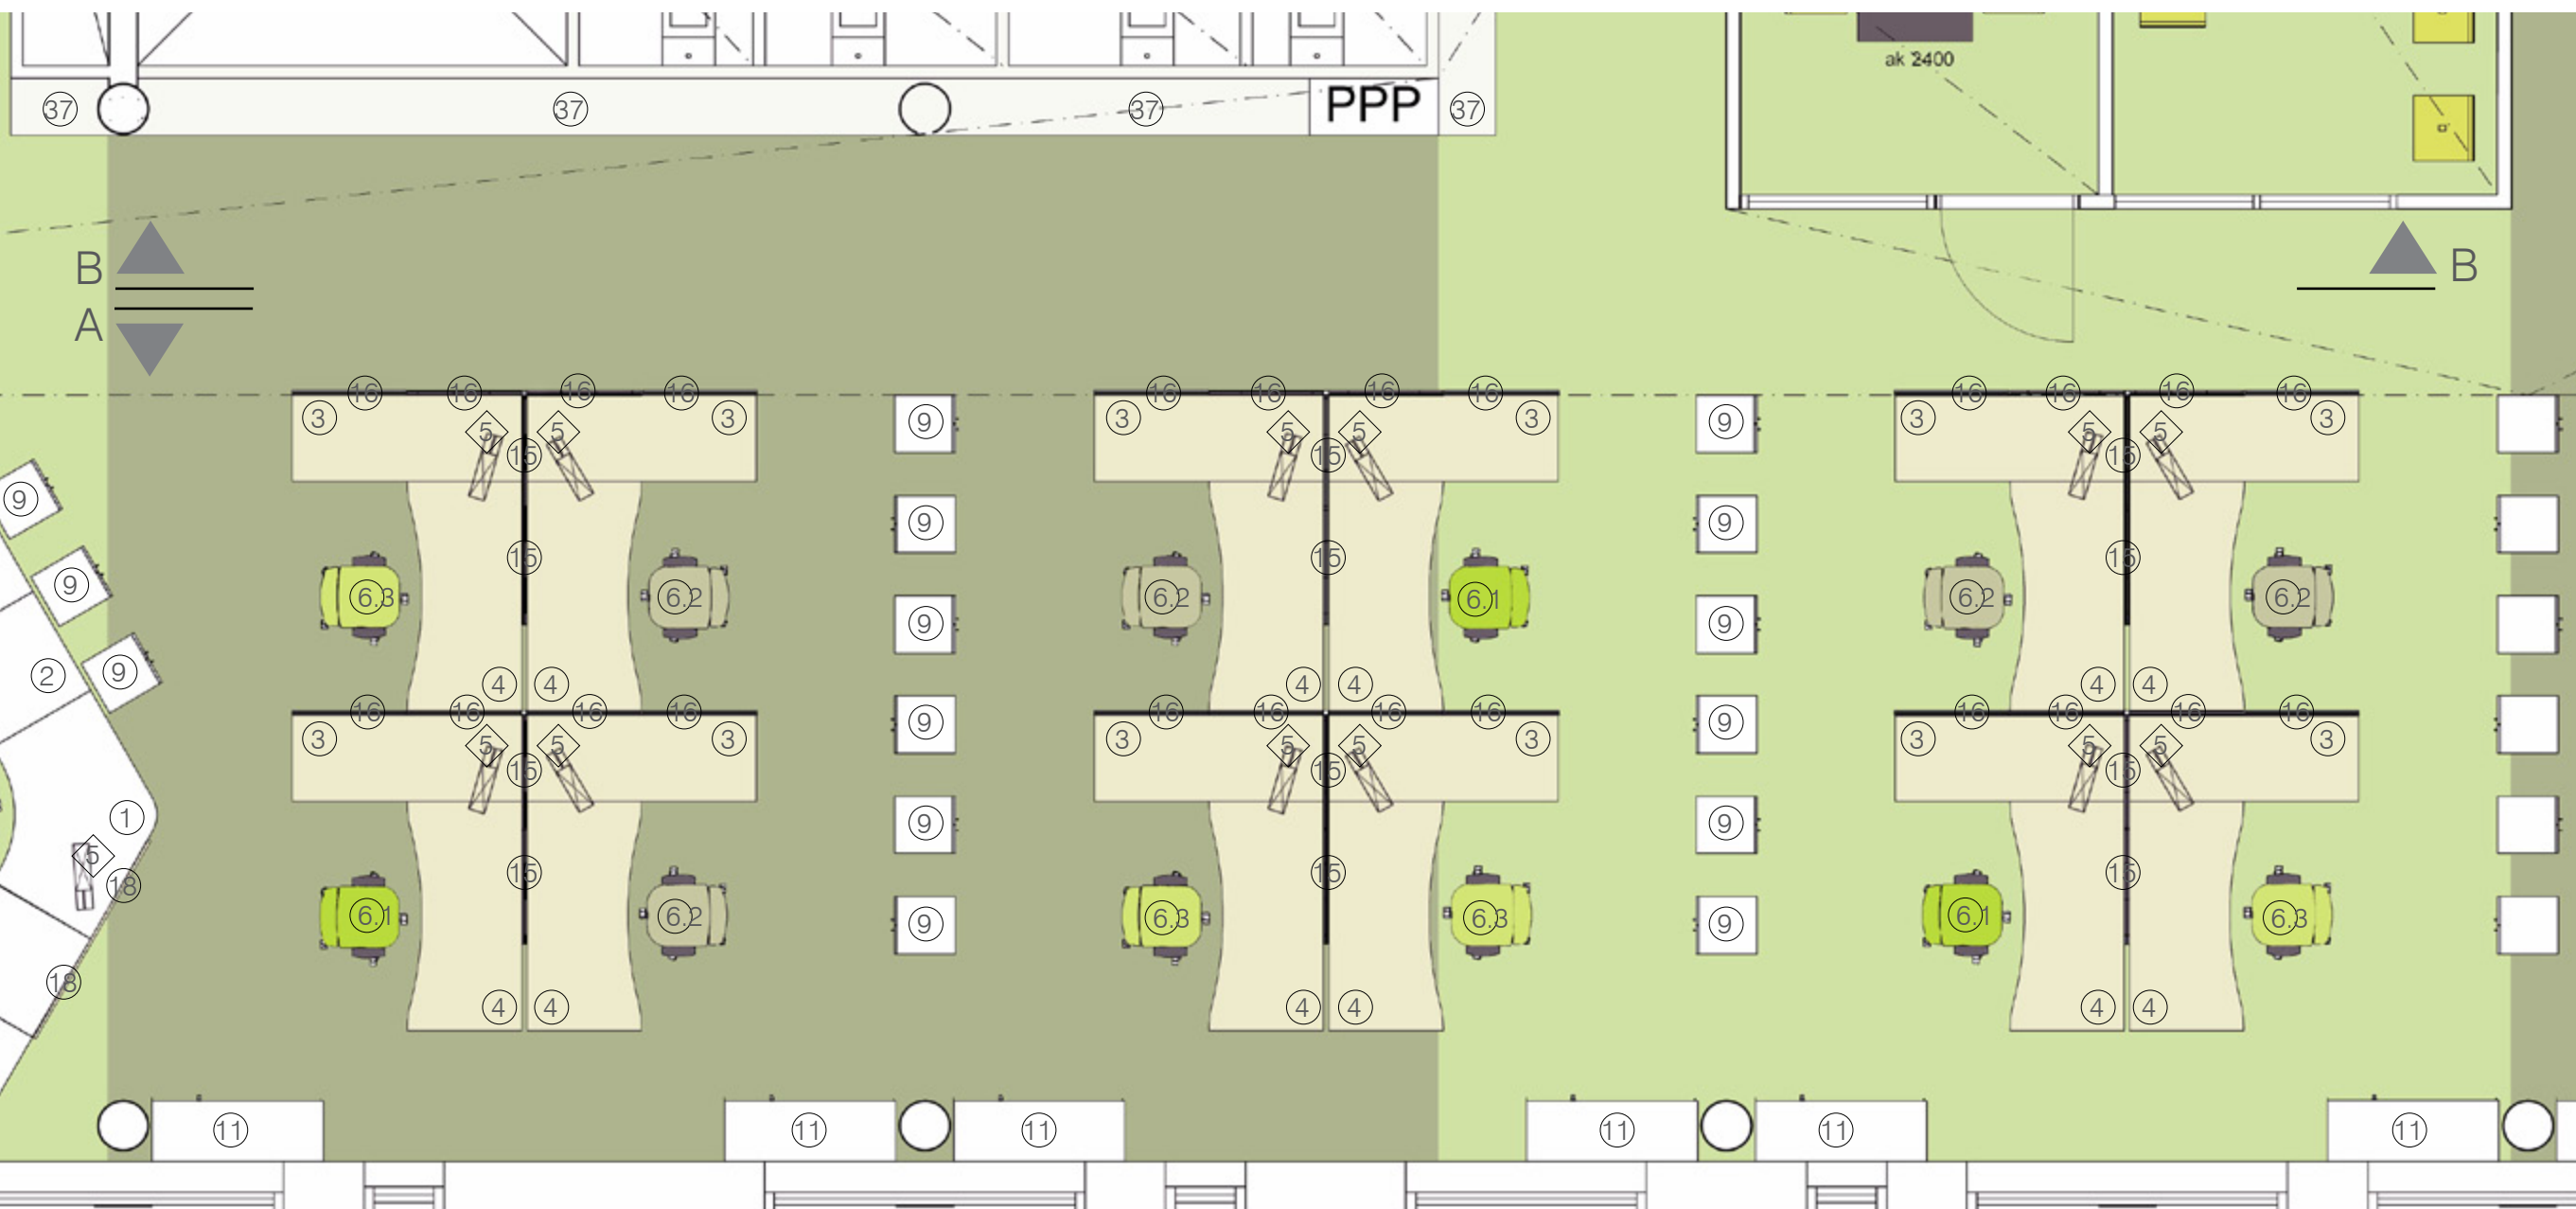 ak 2400
37 37 37 PPP 37
B B
A
16 16 16 16 16 16 16 16 16 16 16 16
3 3 9 3 3 9 3 3
5 5 5 5 5 5
15 15 15
9 9 9
15 15 15
9
6.3 6.2 6.2 6.1 6.2 6.2
9 9
2 9 4 4 4 4 4 4
16 16 16 16 16 16 16 16 16 16 16 16
9 9
3 3 3 3 3 3
5 5 5 5 5 5
15 15 15
1 9 9
5
18 15 15 15
6.1 6.2 9 6.3 6.3 9 6.1 6.3
18
4 4 4 4 4 4
11 11 11 11 11 11